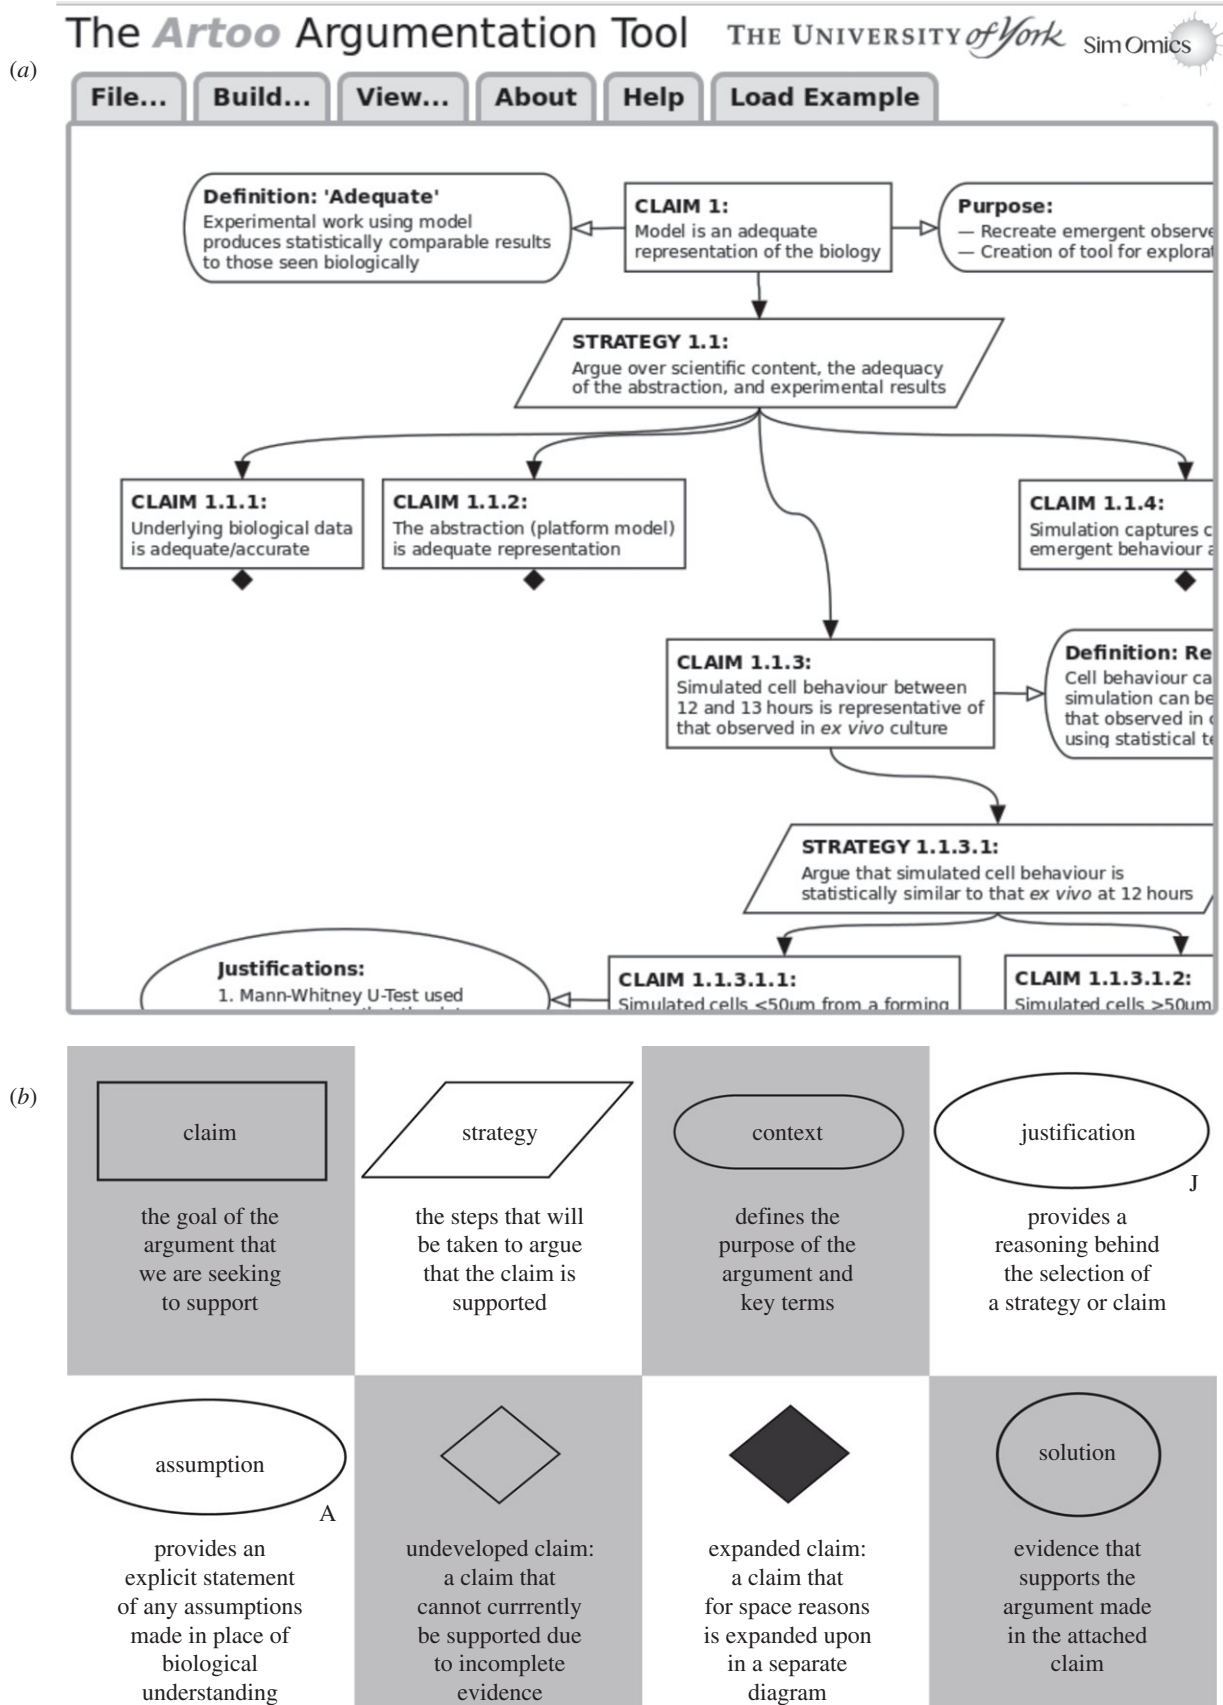 The Artoo Argumentation Tool
THE UNIVERSITY of York
Sim Omics
(a)
File...
Build...
View...
About
Help
Load Example
Definition: 'Adequate'
Experimental work using model
produces statistically comparable results
to those seen biologically
CLAIM 1:
Model is an adequate
representation of the biology
Purpose:
— Recreate emergent observe
— Creation of tool for explorat
STRATEGY 1.1:
Argue over scientific content, the adequacy
of the abstraction, and experimental results
CLAIM 1.1.1:
Underlying biological data
is adequate/accurate
CLAIM 1.1.2:
The abstraction (platform model)
is adequate representation
CLAIM 1.1.4:
Simulation captures c
emergent behaviour a
CLAIM 1.1.3:
Simulated cell behaviour between
12 and 13 hours is representative of
that observed in ex vivo culture
Definition: Re
Cell behaviour ca
simulation can be
that observed in
using statistical te
STRATEGY 1.1.3.1:
Argue that simulated cell behaviour is
statistically similar to that ex vivo at 12 hours
Justifications:
1. Mann-Whitney U-Test used
CLAIM 1.1.3.1.1:
Simulated cells <50um from a forming
CLAIM 1.1.3.1.2:
Simulated cells >50um
(b)
claim
the goal of the
argument that
we are seeking
to support
strategy
the steps that will
be taken to argue
that the claim is
supported
context
defines the
purpose of the
argument and
key terms
justification
J
provides a
reasoning behind
the selection of
a strategy or claim
assumption
A
provides an
explicit statement
of any assumptions
made in place of
biological
understanding
undeveloped claim:
a claim that
cannot currrently
be supported due
to incomplete
evidence
expanded claim:
a claim that
for space reasons
is expanded upon
in a separate
diagram
solution
evidence that
supports the
argument made
in the attached
claim